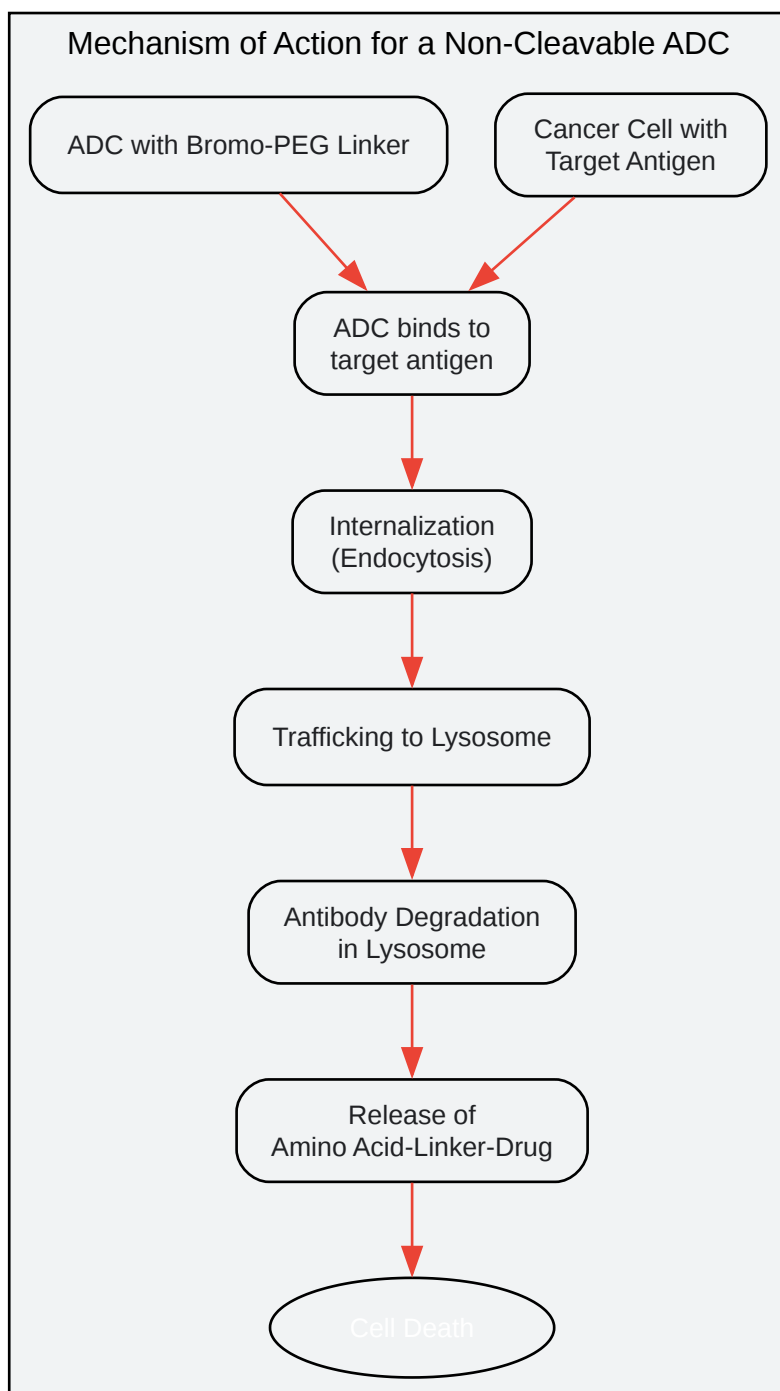 Mechanism of Action for a Non-Cleavable ADC
ADC with Bromo-PEG Linker
Cancer Cell with
Target Antigen
ADC binds to
target antigen
Internalization
(Endocytosis)
Trafficking to Lysosome
Antibody Degradation
in Lysosome
Release of
Amino Acid-Linker-Drug
Cell Death